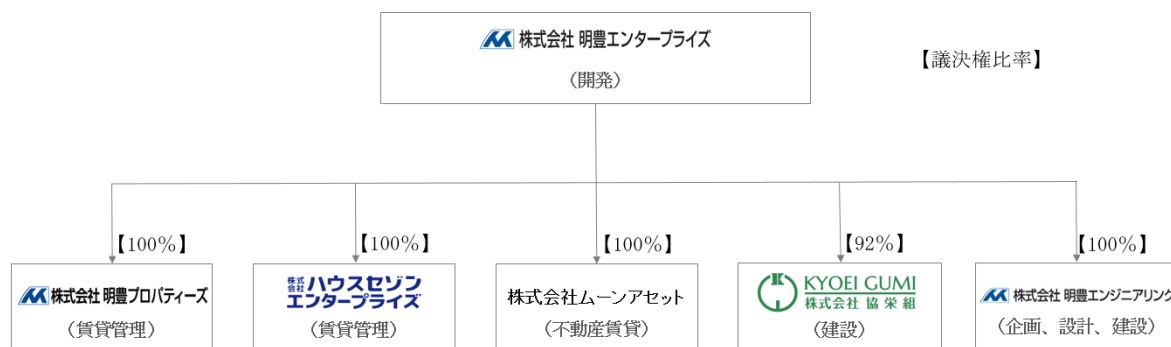 株式会社 明豊エンタープライズ
（開発）
【議決権比率】
【100%】
【100%】
【100%】
【92%】
【100%】
株式会社 明豊プロパティーズ
（賃貸管理）
株式会社 ハウスセゾン
エンタープライズ
（賃貸管理）
株式会社ムーンアセット
（不動産賃貸）
KYOEI GUMI
株式会社 協栄組
（建設）
株式会社 明豊エンジニアリング
（企画、設計、建設）